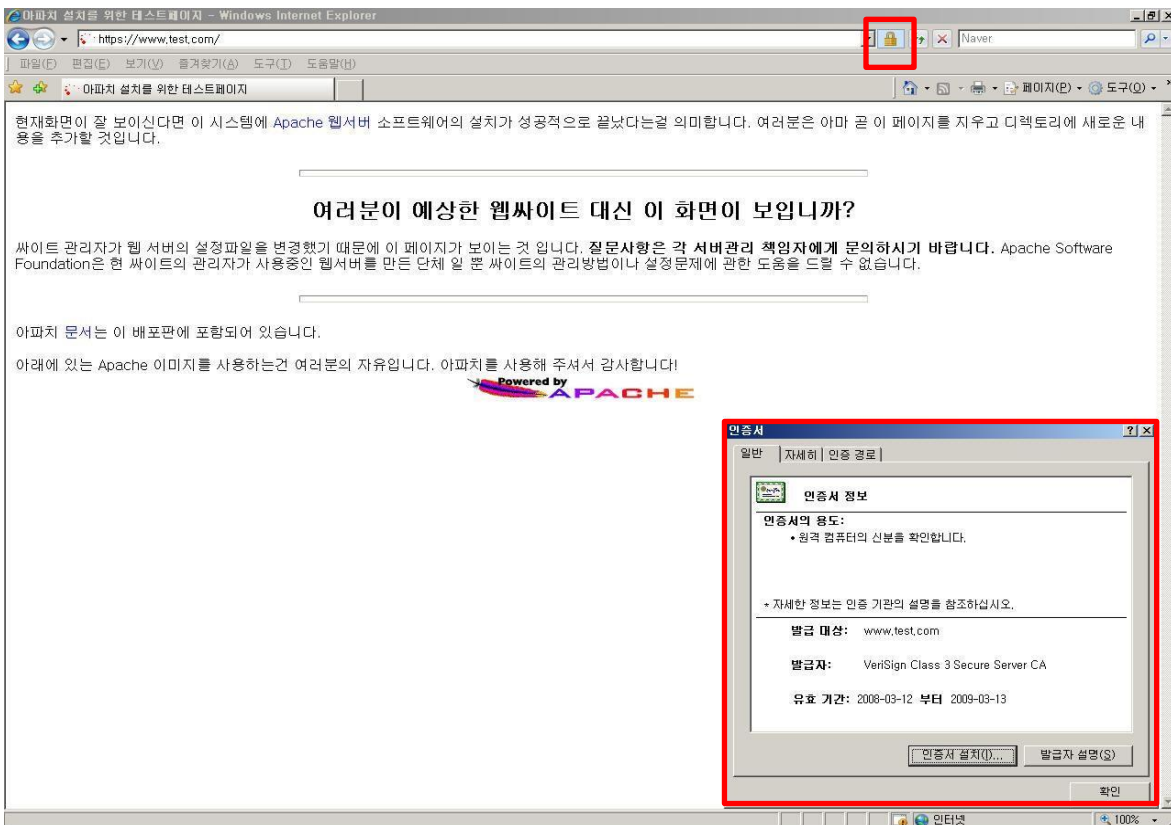 아파치 설치를 위한 테스트페이지 - Windows Internet Explorer
https://www.test.com/
Naver
파일(F) 편집(E) 보기(V) 즐겨찾기(A) 도구(T) 도움말(H)
아파치 설치를 위한 테스트페이지
페이지(P) 도구(O)
현재화면이 잘 보이신다면 이 시스템에 Apache 웹서버 소프트웨어의 설치가 성공적으로 끝났다는걸 의미합니다. 여러분은 아마 곧 이 페이지를 지우고 디렉토리에 새로운 내
용을 추가할 것입니다.
여러분이 예상한 웹싸이트 대신 이 화면이 보입니까?
싸이트 관리자가 웹 서버의 설정파일을 변경했기 때문에 이 페이지가 보이는 것 입니다. 질문사항은 각 서버관리 책임자에게 문의하시기 바랍니다. Apache Software
Foundation은 현 싸이트의 관리자가 사용중인 웹서버를 만든 단체 일 뿐 싸이트의 관리방법이나 설정문제에 관한 도움을 드릴 수 없습니다.
아파치 문서는 이 배포판에 포함되어 있습니다.
아래에 있는 Apache 이미지를 사용하는건 여러분의 자유입니다. 아파치를 사용해 주셔서 감사합니다!
Powered by
APACHE
인증서
일반 자세히 인증 경로
인증서 정보
인증서의 용도:
• 원격 컴퓨터의 신분을 확인합니다.
* 자세한 정보는 인증 기관의 설명을 참조하십시오.
발급 대상: www.test.com
발급자: VeriSign Class 3 Secure Server CA
유효 기간: 2008-03-12 부터 2009-03-13
인증서 설치(I)... 발급자 설명(S)
확인
인터넷 100%